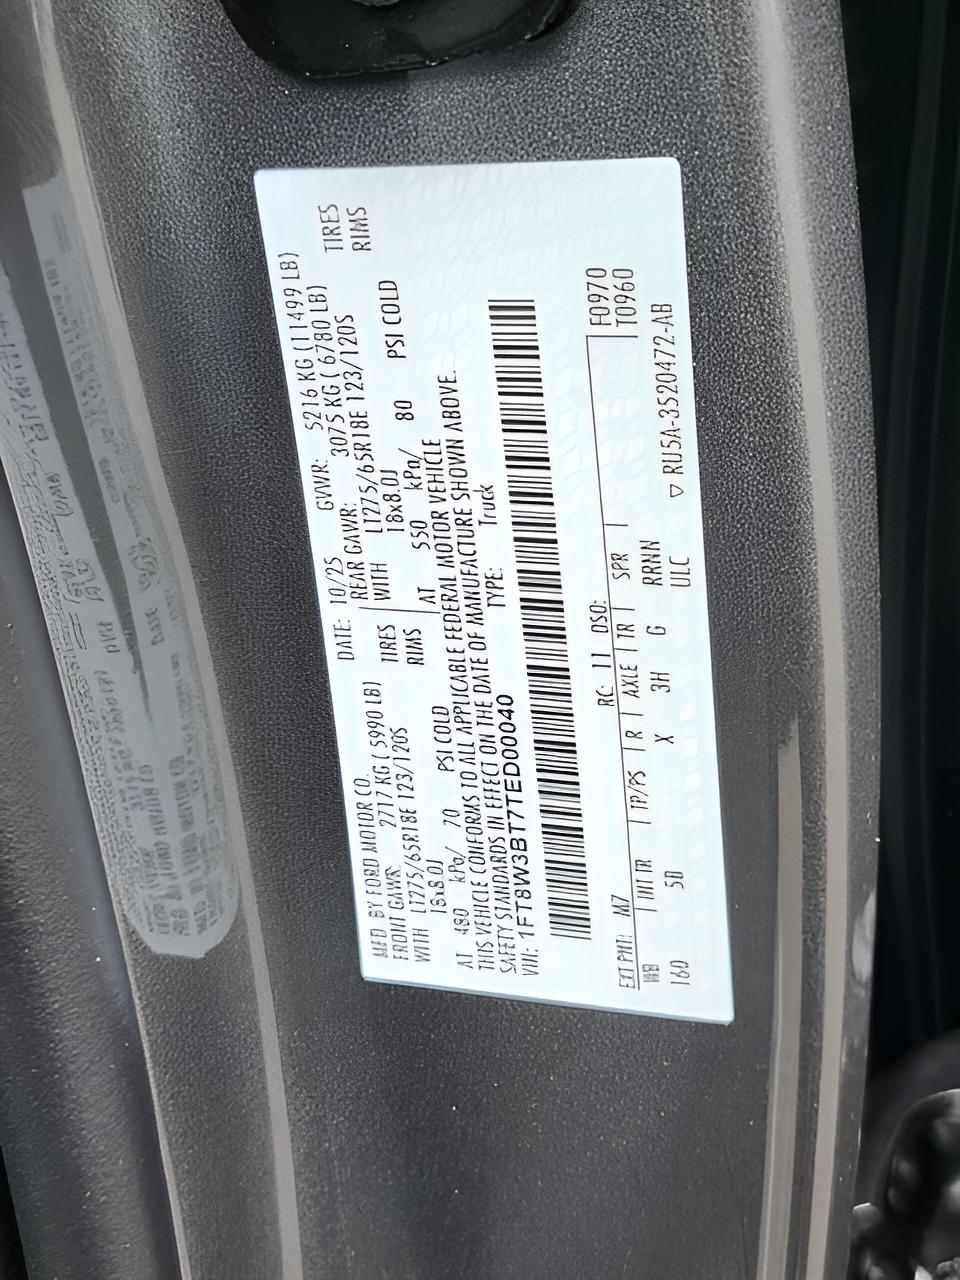 MFD BY FORD MOTOR CO.
DATE: 10/25 GVWR: 5216 KG (11499 LB)
FRONT GAWR: 2717 KG (5990 LB) REAR GAWR: 3075 KG (6780 LB)
WITH LT275/65R18E 123/120S TIRES WITH LT275/65R18E 123/120S TIRES
18x8.0J RIMS 18x8.0J RIMS
AT 480 kPa/ 70 PSI COLD AT 550 kPa/ 80 PSI COLD
THIS VEHICLE CONFORMS TO ALL APPLICABLE FEDERAL MOTOR VEHICLE
SAFETY STANDARDS IN EFFECT ON THE DATE OF MANUFACTURE SHOWN ABOVE.
VIN: 1FT8W3BT7TED00040 TYPE: Truck
EXT PNT: M7 RC: 11 DSO: F0970
WB INT TR TP/PS R AXLE TR SPR T0960
160 5D X 3H G RRNN
ULC RU5A-3520472-AB